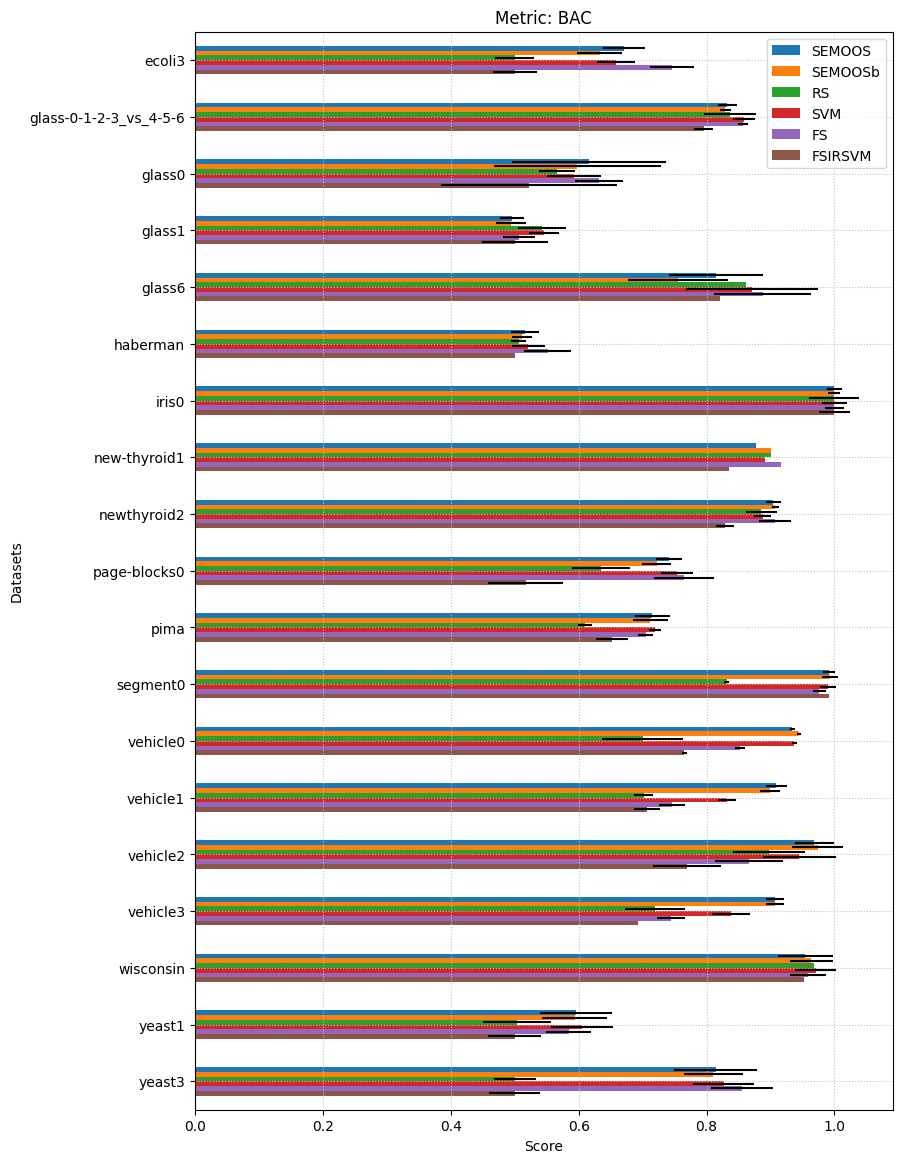 Metric: BAC
SEMOOS
SEMOOSb
RS
SVM
FS
FSIRSVM
Datasets
ecoli3
glass-0-1-2-3_vs_4-5-6
glass0
glass1
glass6
haberman
iris0
new-thyroid1
newthyroid2
page-blocks0
pima
segment0
vehicle0
vehicle1
vehicle2
vehicle3
wisconsin
yeast1
yeast3
0.0 0.2 0.4 0.6 0.8 1.0
Score